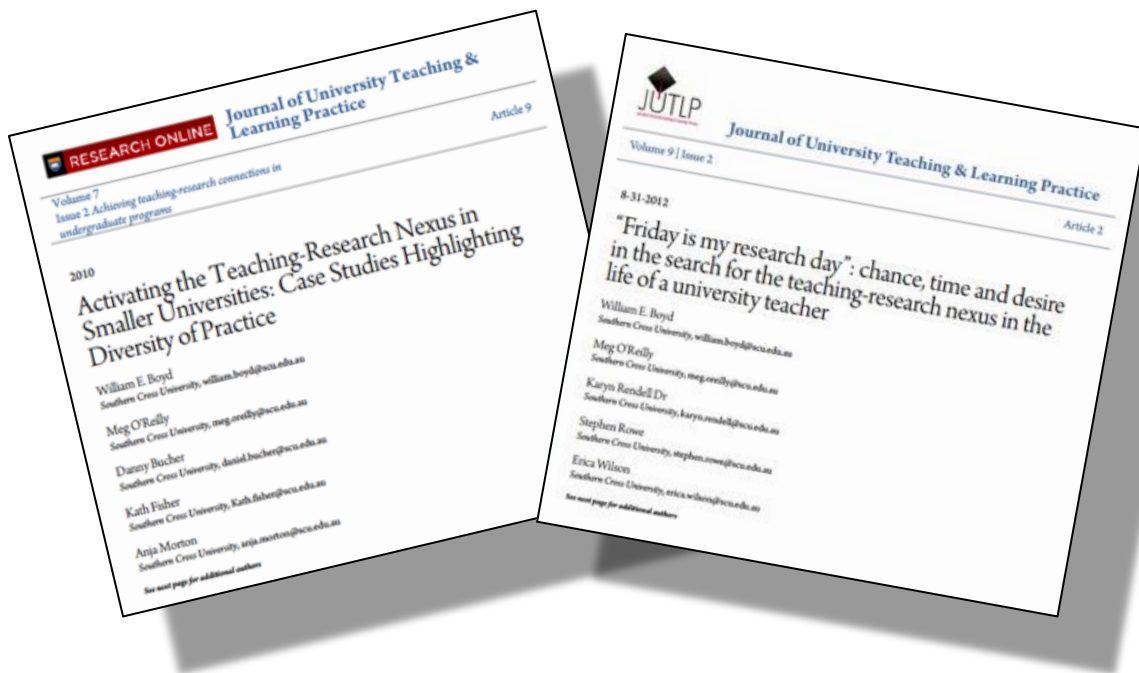 RESEARCH ONLINE
Journal of University Teaching &
Learning Practice
Volume 7
Issue 2 Achieving teaching-research connections in
undergraduate programs
Article 9
2010
Activating the Teaching-Research Nexus in
Smaller Universities: Case Studies Highlighting
Diversity of Practice
William E. Boyd
Southern Cross University, william.boyd@scu.edu.au
Meg O'Reilly
Southern Cross University, meg.oreilly@scu.edu.au
Danny Bucher
Southern Cross University, daniel.bucher@scu.edu.au
Kath Fisher
Southern Cross University, Kath.fisher@scu.edu.au
Anja Morton
Southern Cross University, anja.morton@scu.edu.au
See next page for additional authors
JUTLP
Journal of University Teaching & Learning Practice
Volume 9 | Issue 2
Article 2
8-31-2012
"Friday is my research day": chance, time and desire
in the search for the teaching-research nexus in the
life of a university teacher
William E. Boyd
Southern Cross University, william.boyd@scu.edu.au
Meg O'Reilly
Southern Cross University, meg.oreilly@scu.edu.au
Karyn Rendell Dr
Southern Cross University, karyn.rendell@scu.edu.au
Stephen Rowe
Southern Cross University, stephen.rowe@scu.edu.au
Erica Wilson
Southern Cross University, erica.wilson@scu.edu.au
See next page for additional authors